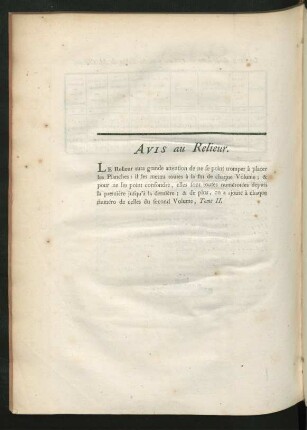 AVIS au Relieur.
LE Relieur aura grande attention de ne se point tromper à placer
les Planches; il les mettra toutes à la fin de chaque Volume; &
pour ne les point confondre, elles sont toutes numérotées depuis
la premiere jusqu'à la derniere; & de plus, on a ajouté à chaque
numéro de celles du second Volume, Tome II.